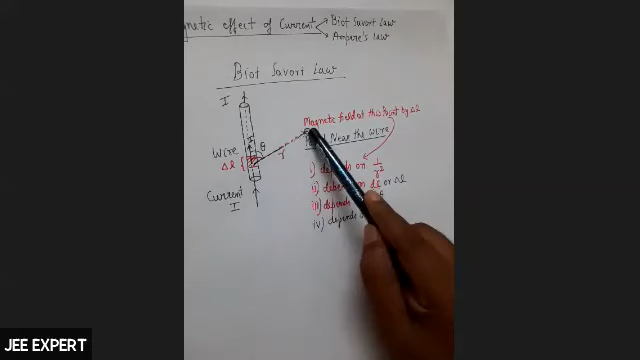 gnetic effect of Current
Biot Savart Law
Ampere's Law
Biot Savort Law
I
Magnetic field at this Point by Δl
Near the wire
θ
I
Wire
r
Δl
i) depends on 1/r²
ii) depends on dl or Δl
Current
iii) depends
I
iv) depends
JEE EXPERT